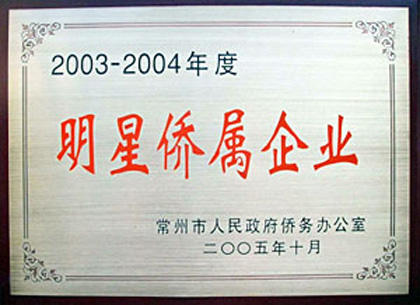 2003-2004年度
明星侨属企业
常州市人民政府侨务办公室
二〇〇五年十月